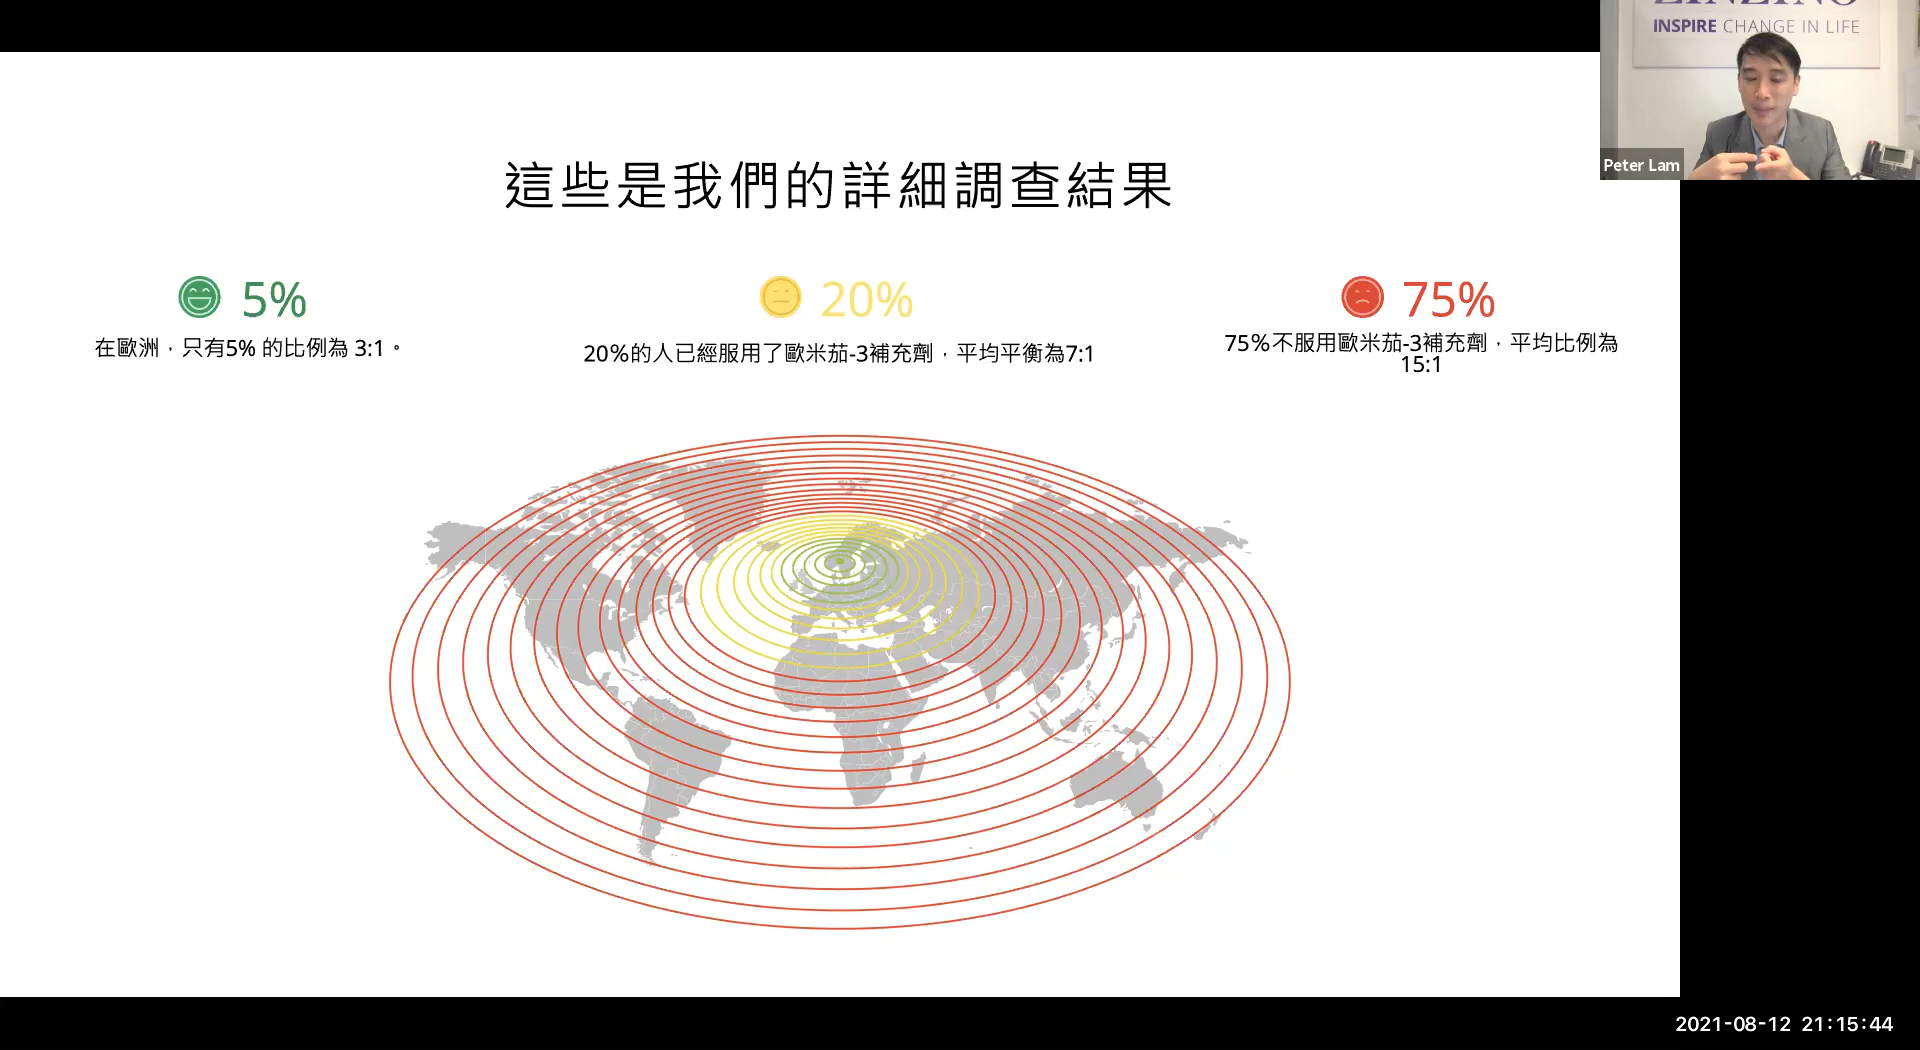 INSPIRE CHANGE IN LIFE
Peter Lam
這些是我們的詳細調查結果
5%
在歐洲，只有5% 的比例為 3:1。
20%
20%的人已經服用了歐米茄-3補充劑，平均平衡為7:1
75%
75%不服用歐米茄-3補充劑，平均比例為
15:1
2021-08-12 21:15:44